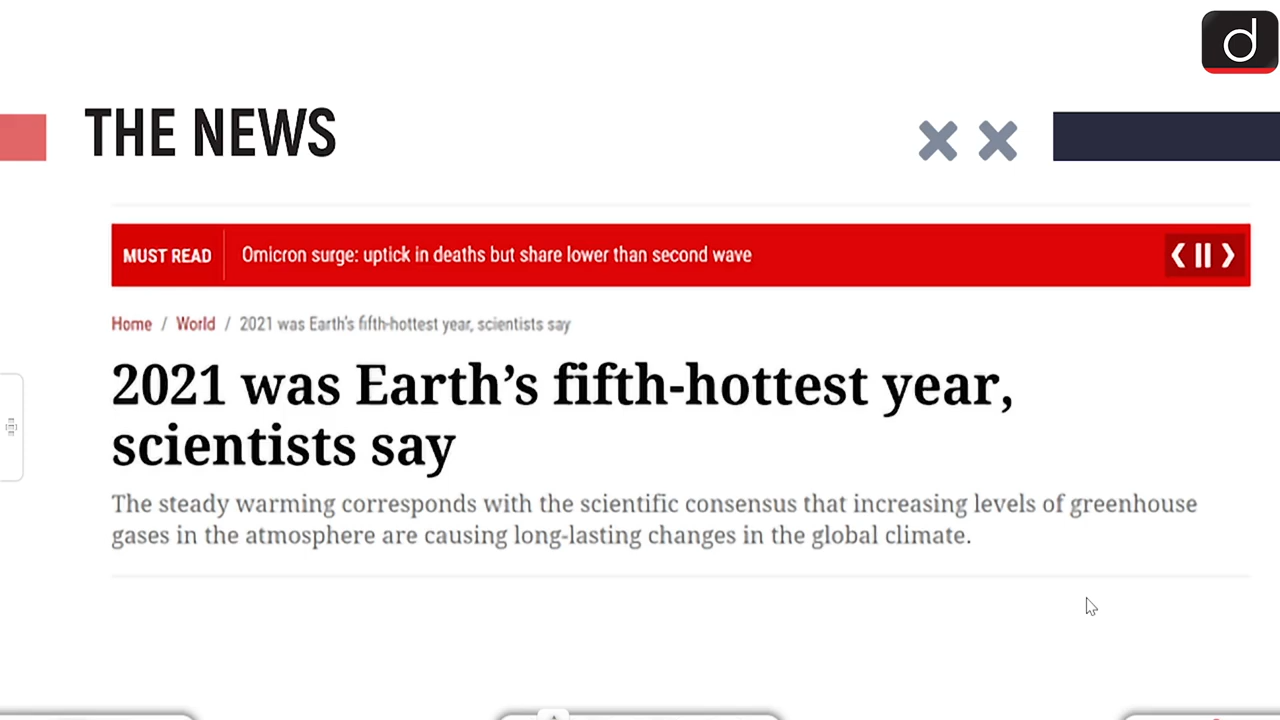 d
THE NEWS
MUST READ Omicron surge: uptick in deaths but share lower than second wave
Home / World / 2021 was Earth's fifth-hottest year, scientists say
2021 was Earth’s fifth-hottest year,
scientists say
The steady warming corresponds with the scientific consensus that increasing levels of greenhouse
gases in the atmosphere are causing long-lasting changes in the global climate.